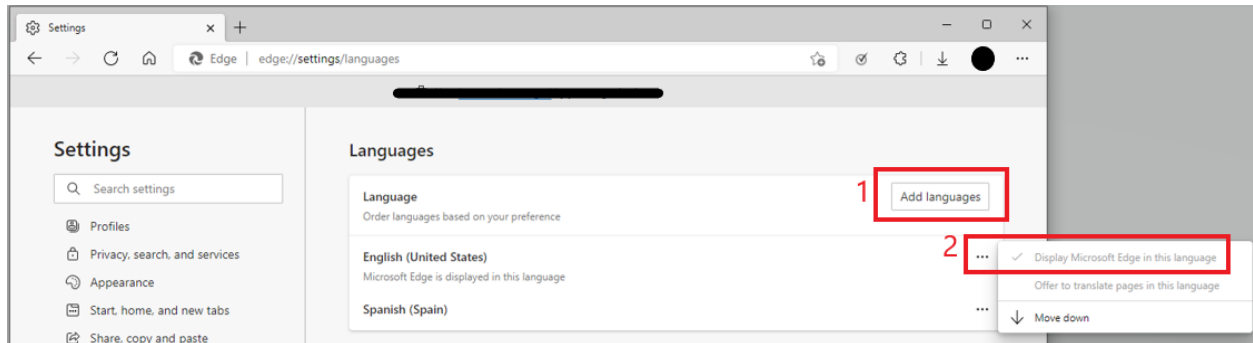 Settings
Edge | edge://settings/languages
Settings
Search settings
Profiles
Privacy, search, and services
Appearance
Start, home, and new tabs
Share, copy and paste
Languages
Language
Order languages based on your preference
1
Add languages
English (United States)
Microsoft Edge is displayed in this language
Spanish (Spain)
2
Display Microsoft Edge in this language
Offer to translate pages in this language
Move down